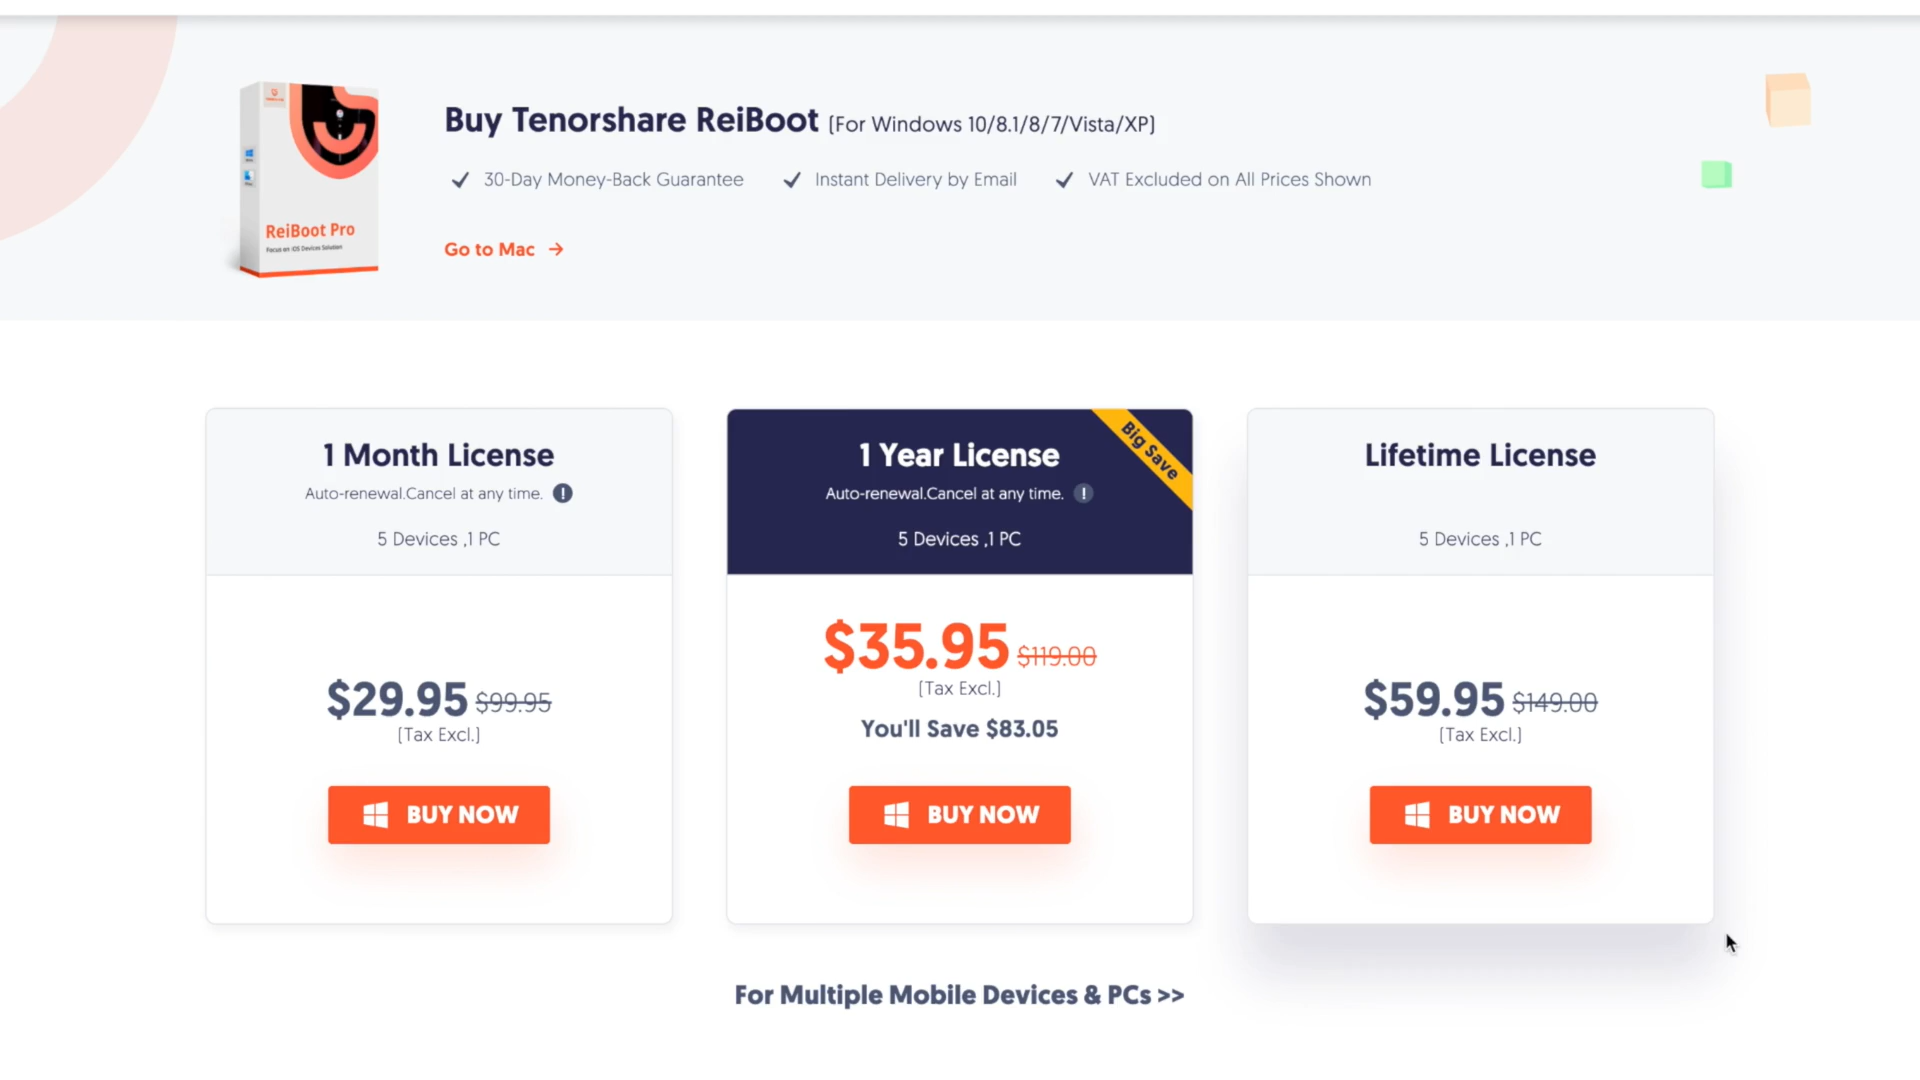 Buy Tenorshare ReiBoot (For Windows 10/8.1/8/7/Vista/XP)
30-Day Money-Back Guarantee
Instant Delivery by Email
VAT Excluded on All Prices Shown
Go to Mac
ReiBoot Pro
Focus on iOS Devices Solution
1 Month License
Auto-renewal.Cancel at any time. !
5 Devices ,1 PC
$29.95 $99.95
(Tax Excl.)
BUY NOW
1 Year License
Big Save
Auto-renewal.Cancel at any time. !
5 Devices ,1 PC
$35.95 $119.00
(Tax Excl.)
You'll Save $83.05
BUY NOW
Lifetime License
5 Devices ,1 PC
$59.95 $149.00
(Tax Excl.)
BUY NOW
For Multiple Mobile Devices & PCs >>